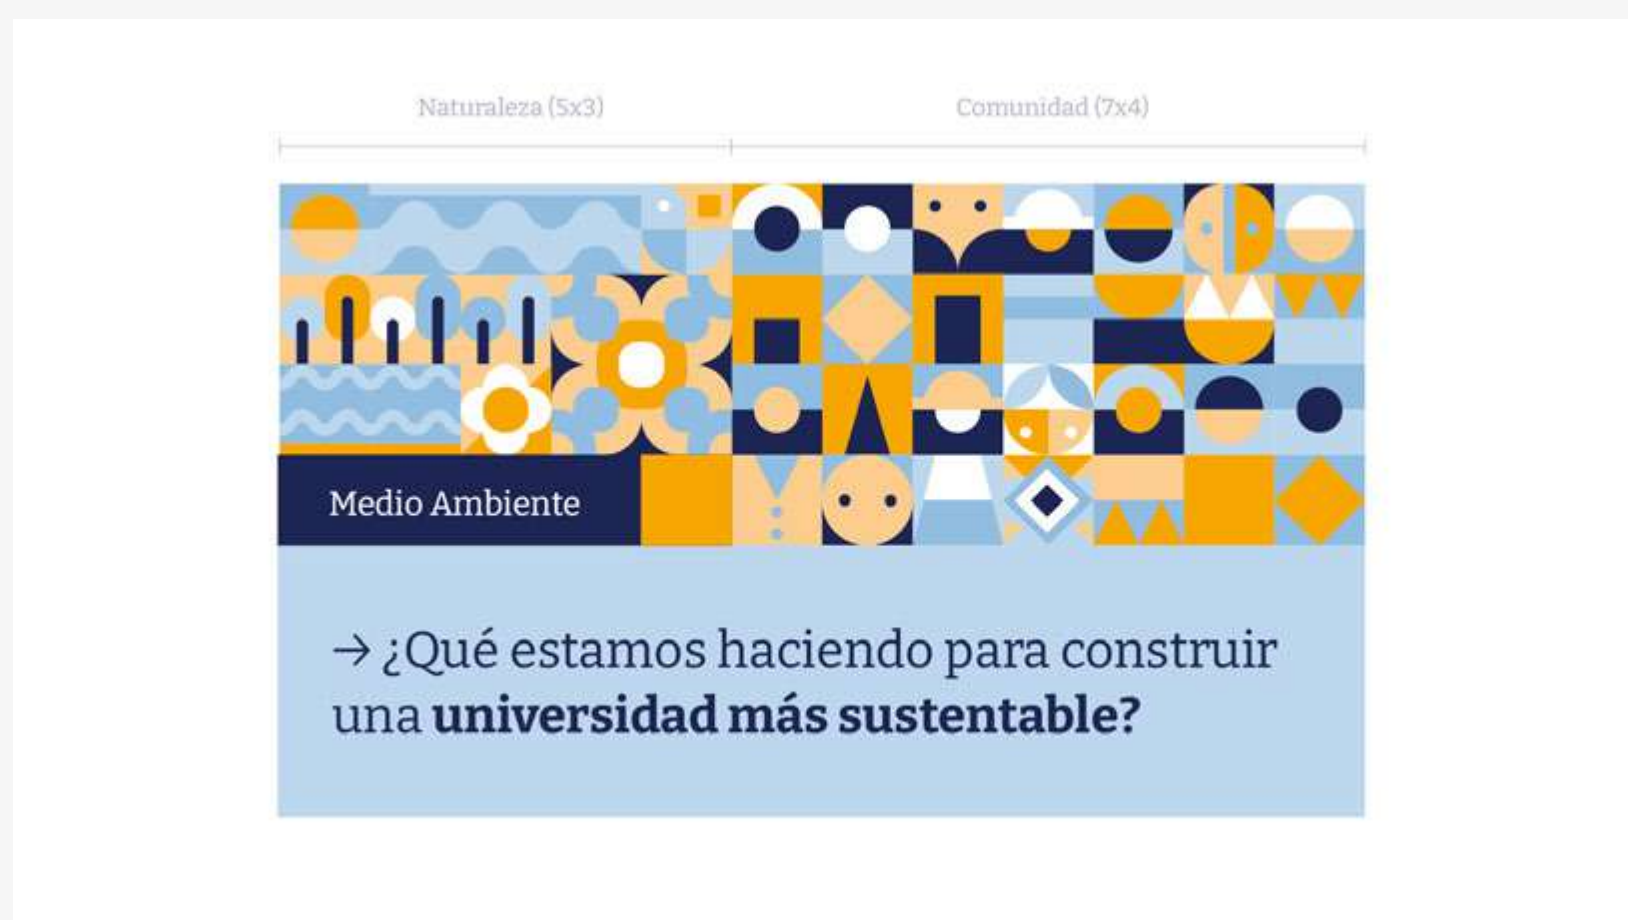 Naturaleza (5x3)
Comunidad (7x4)
Medio Ambiente
→ ¿Qué estamos haciendo para construir
una universidad más sustentable?